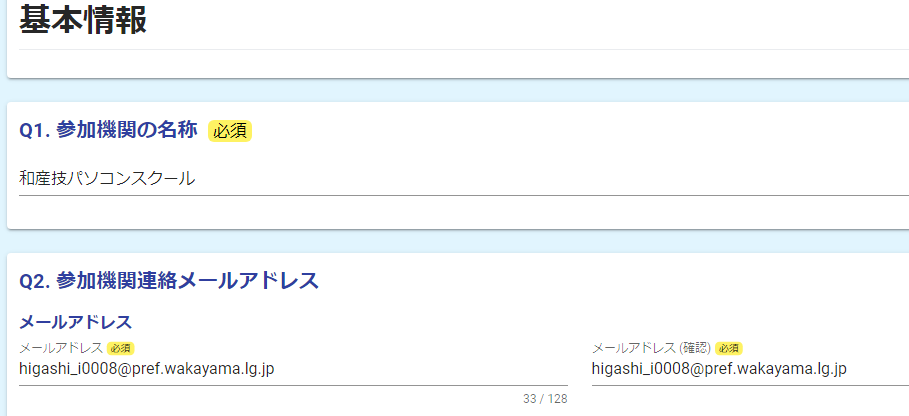 基本情報
Q1. 参加機関の名称 必須
和産技パソコンスクール
Q2. 参加機関連絡メールアドレス
メールアドレス
メールアドレス 必須 メールアドレス (確認) 必須
higashi_i0008@pref.wakayama.lg.jp higashi_i0008@pref.wakayama.lg.jp
33 / 128